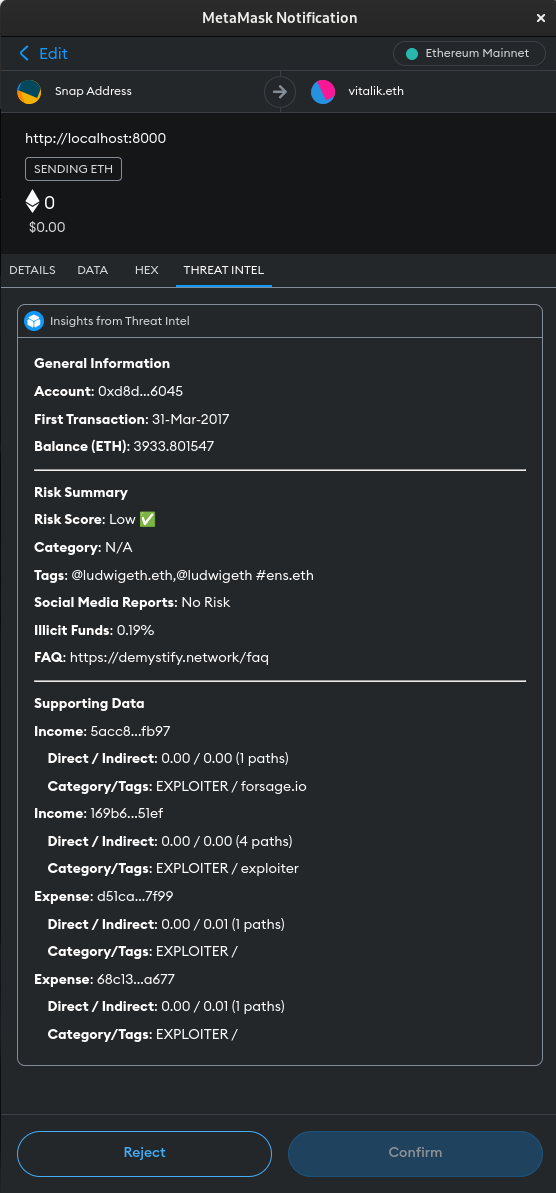 MetaMask Notification
Edit
Ethereum Mainnet
Snap Address
vitalik.eth
http://localhost:8000
SENDING ETH
0
$0.00
DETAILS DATA HEX THREAT INTEL
Insights from Threat Intel
General Information
Account: 0xd8d...6045
First Transaction: 31-Mar-2017
Balance (ETH): 3933.801547
Risk Summary
Risk Score: Low ✅
Category: N/A
Tags: @ludwigeth.eth,@ludwigeth #ens.eth
Social Media Reports: No Risk
Illicit Funds: 0.19%
FAQ: https://demystify.network/faq
Supporting Data
Income: 5acc8...fb97
Direct / Indirect: 0.00 / 0.00 (1 paths)
Category/Tags: EXPLOITER / forsage.io
Income: 169b6...51ef
Direct / Indirect: 0.00 / 0.00 (4 paths)
Category/Tags: EXPLOITER / exploiter
Expense: d51ca...7f99
Direct / Indirect: 0.00 / 0.01 (1 paths)
Category/Tags: EXPLOITER /
Expense: 68c13...a677
Direct / Indirect: 0.00 / 0.01 (1 paths)
Category/Tags: EXPLOITER /
Reject
Confirm